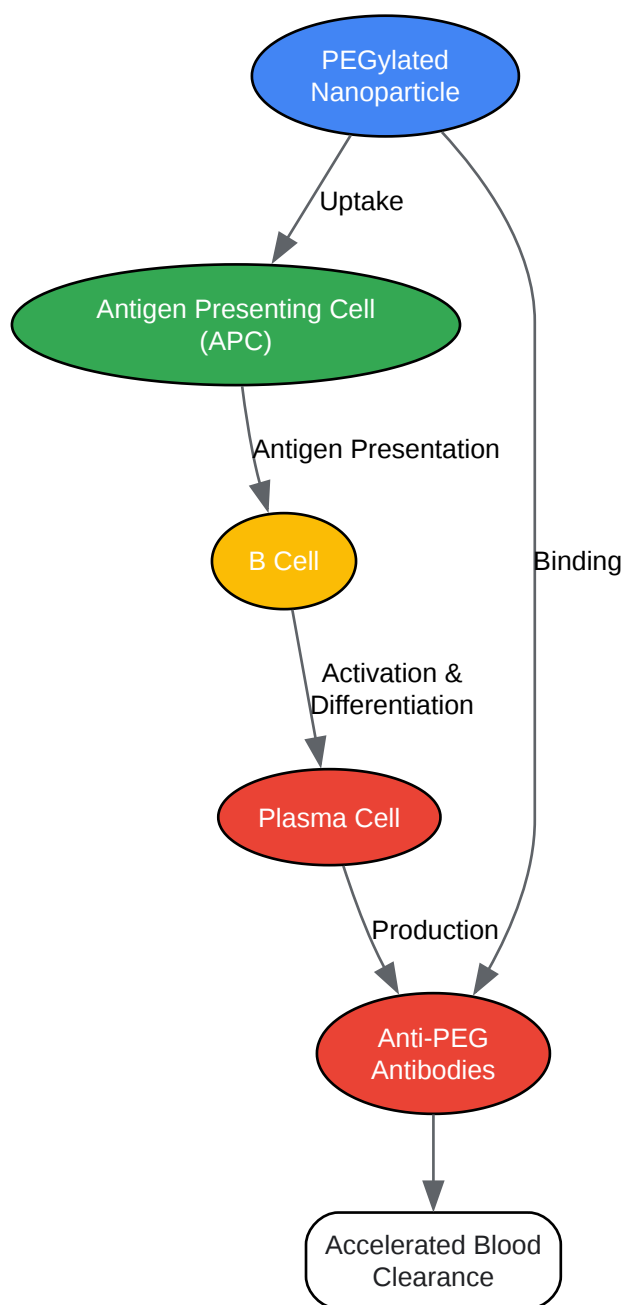 PEGylated
Nanoparticle
Uptake
Antigen Presenting Cell
(APC)
Antigen Presentation
B Cell
Binding
Activation &
Differentiation
Plasma Cell
Production
Anti-PEG
Antibodies
Accelerated Blood
Clearance